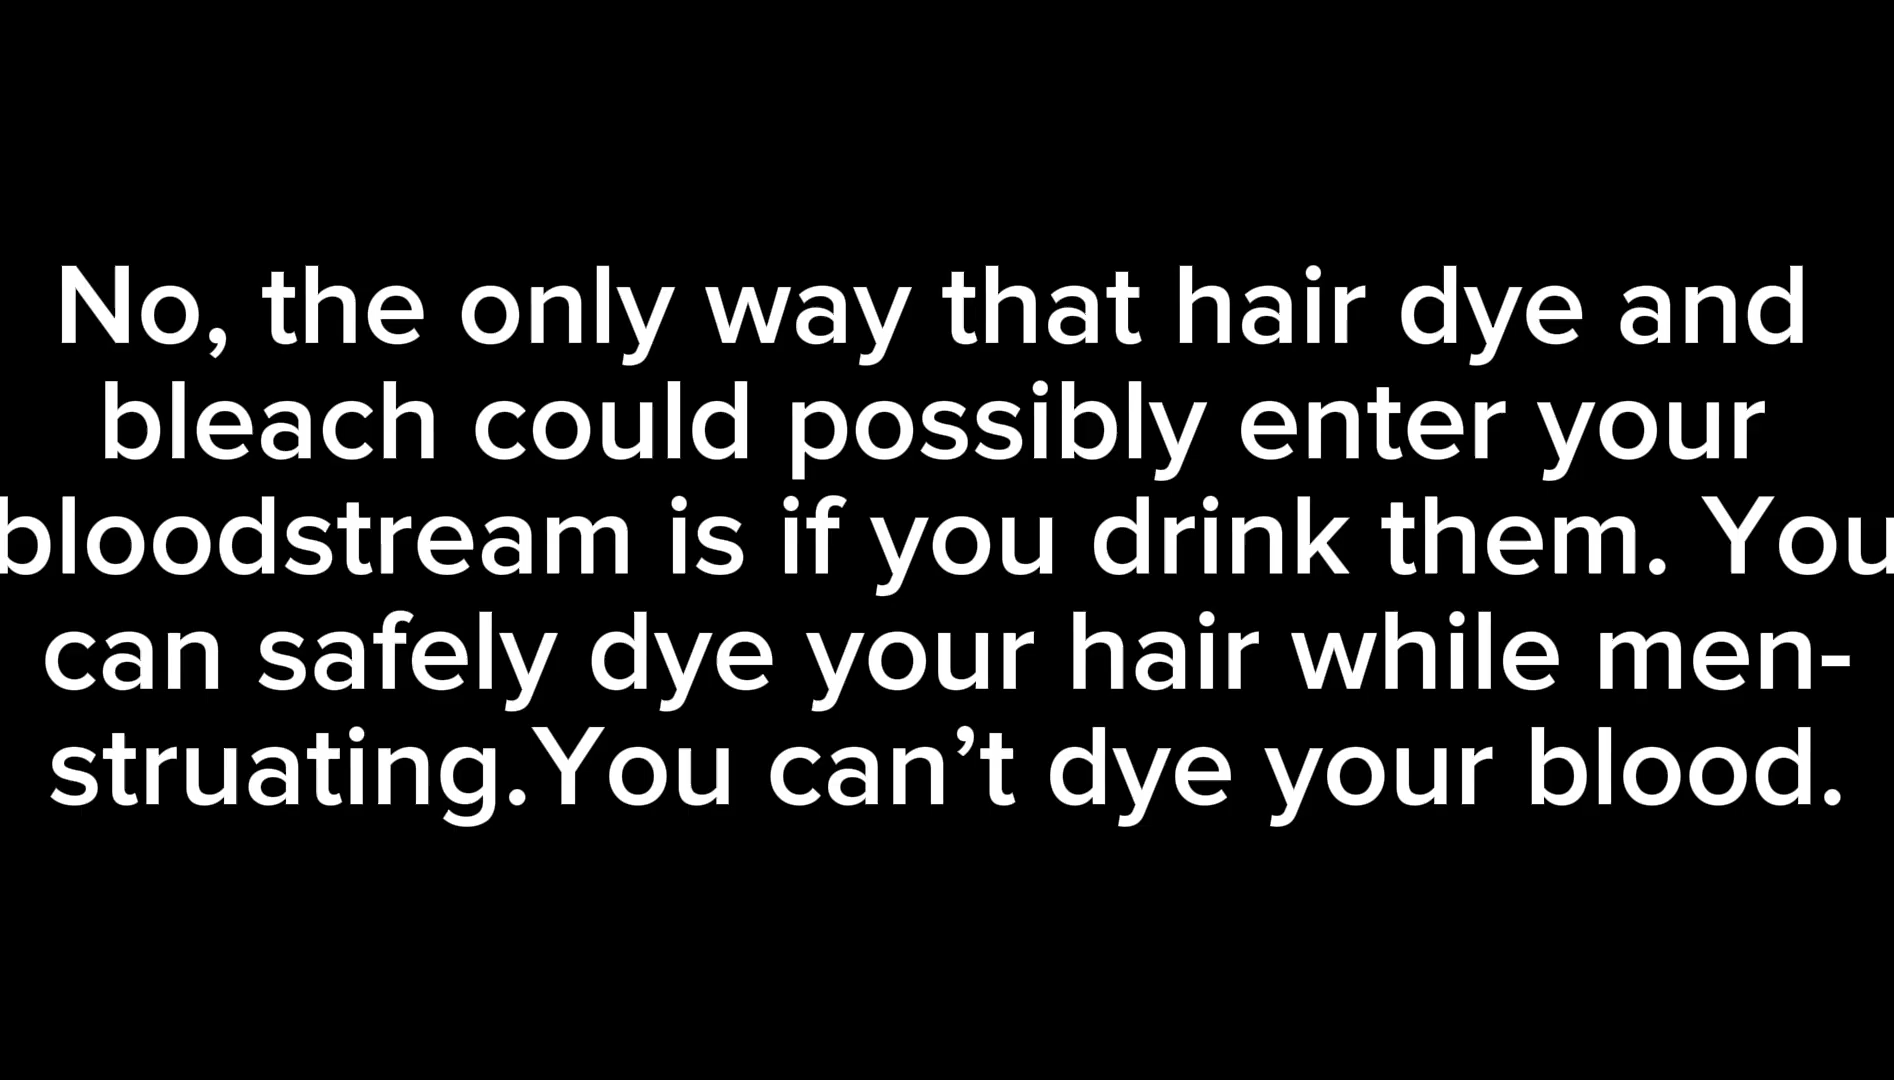 No, the only way that hair dye and
bleach could possibly enter your
bloodstream is if you drink them. You
can safely dye your hair while men-
struating.You can’t dye your blood.